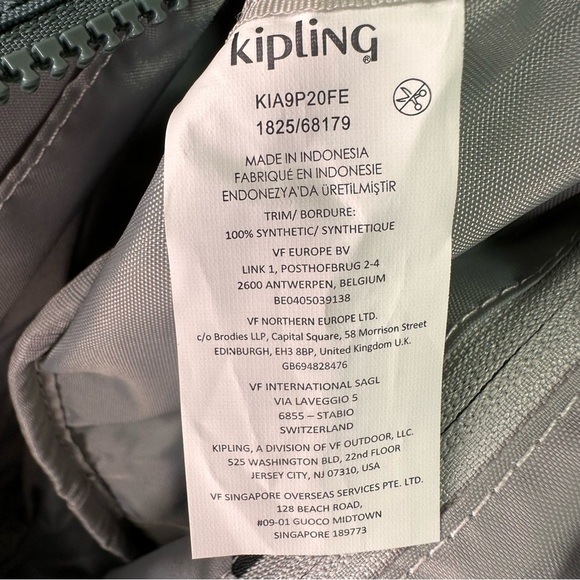 kipling®
KIA9P20FE
1825/68179
MADE IN INDONESIA
FABRIQUÉ EN INDONESIE
ENDONEZYA'DA ÜRETİLMİŞTİR
TRIM/ BORDURE:
100% SYNTHETIC/ SYNTHETIQUE
VF EUROPE BV
LINK 1, POSTHOFBRUG 2-4
2600 ANTWERPEN, BELGIUM
BE0405039138
VF NORTHERN EUROPE LTD.
c/o Brodies LLP, Capital Square, 58 Morrison Street
EDINBURGH, EH3 8BP, United Kingdom U.K.
GB694828476
VF INTERNATIONAL SAGL
VIA LAVEGGIO 5
6855 – STABIO
SWITZERLAND
KIPLING, A DIVISION OF VF OUTDOOR, LLC.
525 WASHINGTON BLD, 22nd FLOOR
JERSEY CITY, NJ 07310, USA
VF SINGAPORE OVERSEAS SERVICES PTE. LTD.
128 BEACH ROAD,
#09-01 GUOCO MIDTOWN
SINGAPORE 189773